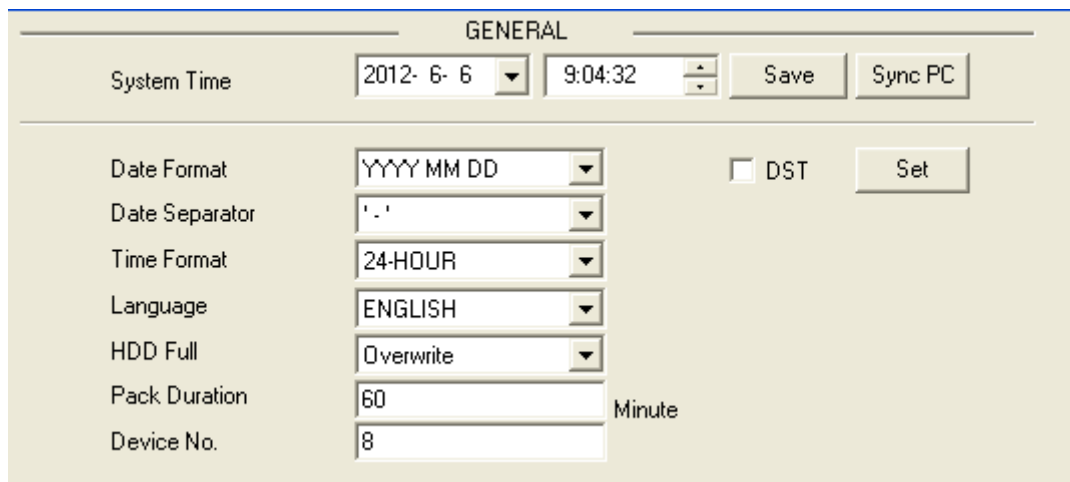 GENERAL
System Time 2012- 6- 6 9:04:32 Save Sync PC
Date Format YYYY MM DD DST Set
Date Separator '-'
Time Format 24-HOUR
Language ENGLISH
HDD Full Overwrite
Pack Duration 60 Minute
Device No. 8